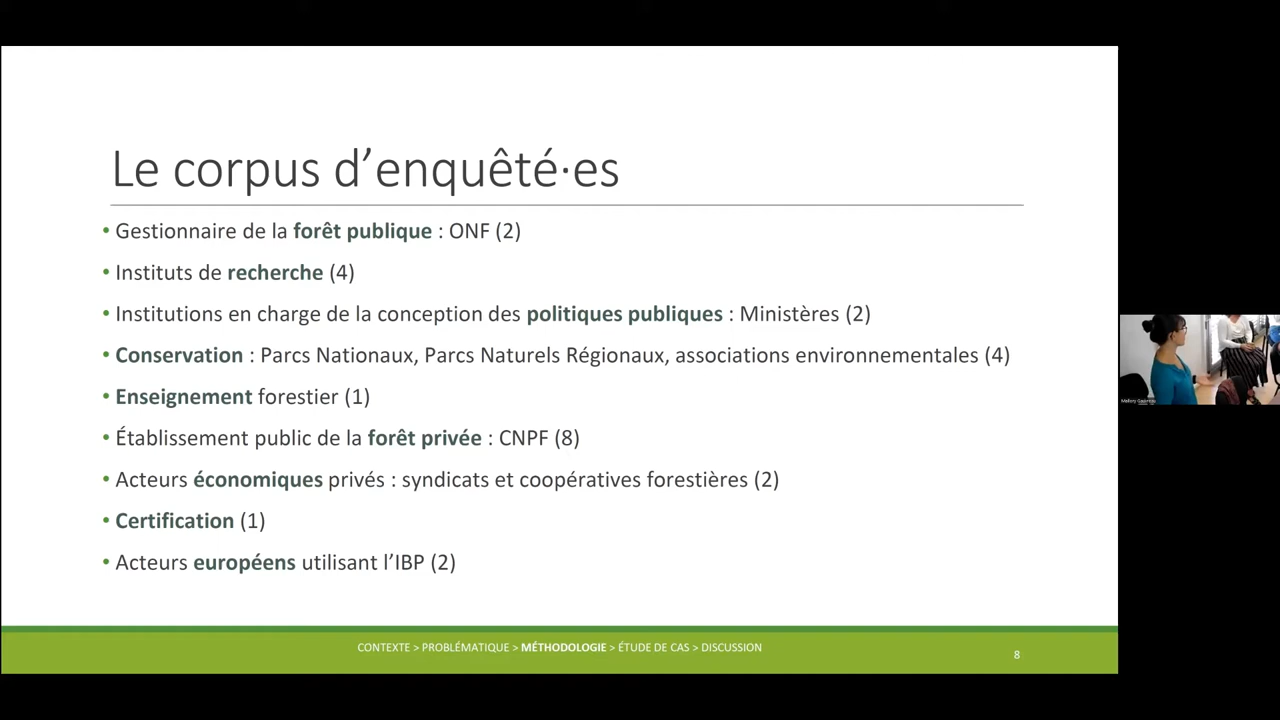 Le corpus d’enquêté·es
• Gestionnaire de la forêt publique : ONF (2)
• Instituts de recherche (4)
• Institutions en charge de la conception des politiques publiques : Ministères (2)
• Conservation : Parcs Nationaux, Parcs Naturels Régionaux, associations environnementales (4)
• Enseignement forestier (1)
• Établissement public de la forêt privée : CNPF (8)
• Acteurs économiques privés : syndicats et coopératives forestières (2)
• Certification (1)
• Acteurs européens utilisant l’IBP (2)
CONTEXTE > PROBLÉMATIQUE > MÉTHODOLOGIE > ÉTUDE DE CAS > DISCUSSION
8